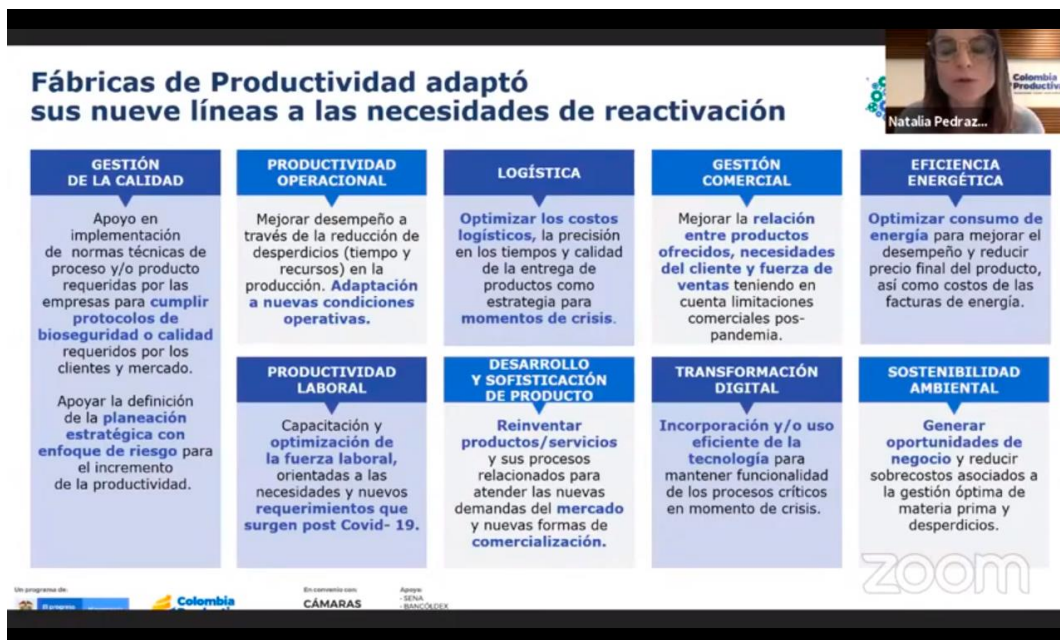 Fábricas de Productividad adaptó
sus nueve líneas a las necesidades de reactivación
Colombia
Natalia Pedraz...
GESTIÓN
DE LA CALIDAD
Apoyo en
implementación
de normas técnicas de
proceso y/o producto
requeridas por las
empresas para cumplir
protocolos de
bioseguridad o calidad
requeridos por los
clientes y mercado.
Apoyar la definición
de la planeación
estratégica con
enfoque de riesgo para
el incremento
de la productividad.
PRODUCTIVIDAD
OPERACIONAL
Mejorar desempeño a
través de la reducción de
desperdicios (tiempo y
recursos) en la
producción. Adaptación
a nuevas condiciones
operativas.
LOGÍSTICA
Optimizar los costos
logísticos, la precisión
en los tiempos y calidad
de la entrega de
productos como
estrategia para
momentos de crisis.
GESTIÓN
COMERCIAL
Mejorar la relación
entre productos
ofrecidos, necesidades
del cliente y fuerza de
ventas teniendo en
cuenta limitaciones
comerciales pos-
pandemia.
EFICIENCIA
ENERGÉTICA
Optimizar consumo de
energía para mejorar el
desempeño y reducir
precio final del producto,
así como costos de las
facturas de energía.
PRODUCTIVIDAD
LABORAL
Capacitación y
optimización de
la fuerza laboral,
orientadas a las
necesidades y nuevos
requerimientos que
surgen post Covid- 19.
DESARROLLO
Y SOFISTICACIÓN
DE PRODUCTO
Reinventar
productos/servicios
y sus procesos
relacionados para
atender las nuevas
demandas del mercado
y nuevas formas de
comercialización.
TRANSFORMACIÓN
DIGITAL
Incorporación y/o uso
eficiente de la
tecnología para
mantener funcionalidad
de los procesos críticos
en momento de crisis.
SOSTENIBILIDAD
AMBIENTAL
Generar
oportunidades de
negocio y reducir
sobrecostos asociados a
la gestión óptima de
materia prima y
desperdicios.
zoom
Un programa de:
El progreso
Colombia
En convenio con:
CÁMARAS
Apoya:
- SENA
- BANCÓLDEX